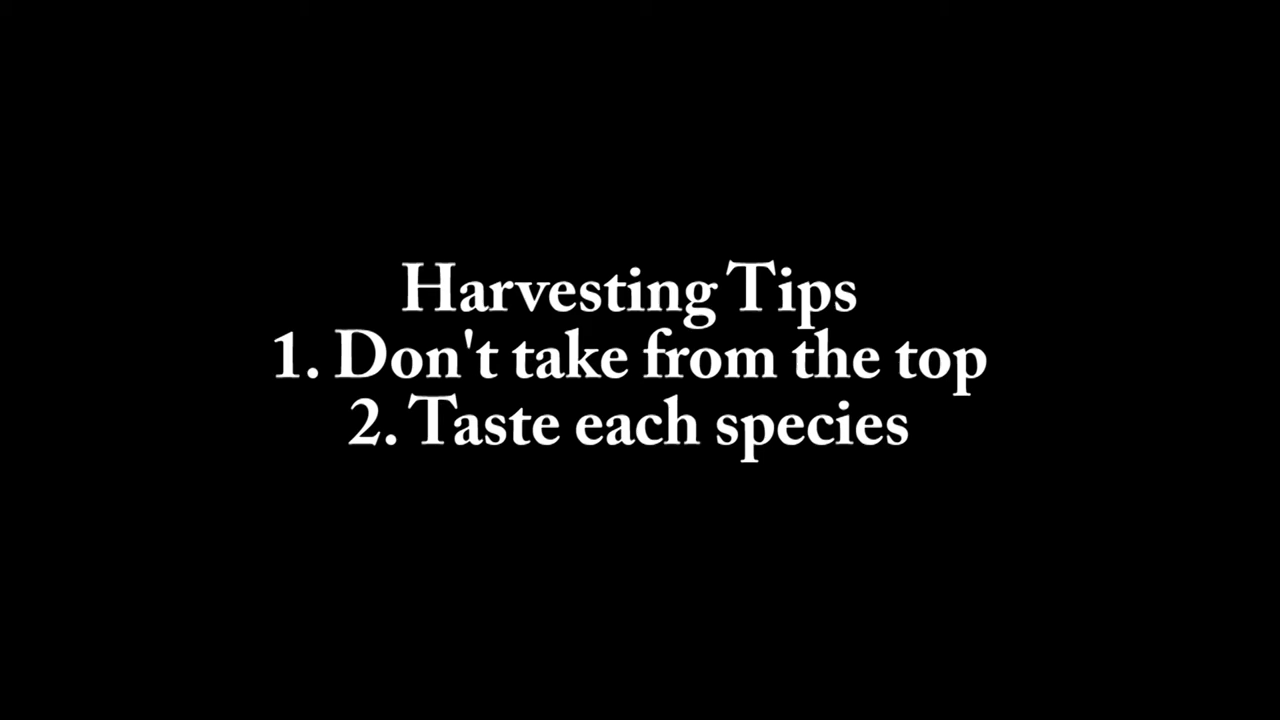 Harvesting Tips
1. Don't take from the top
2. Taste each species